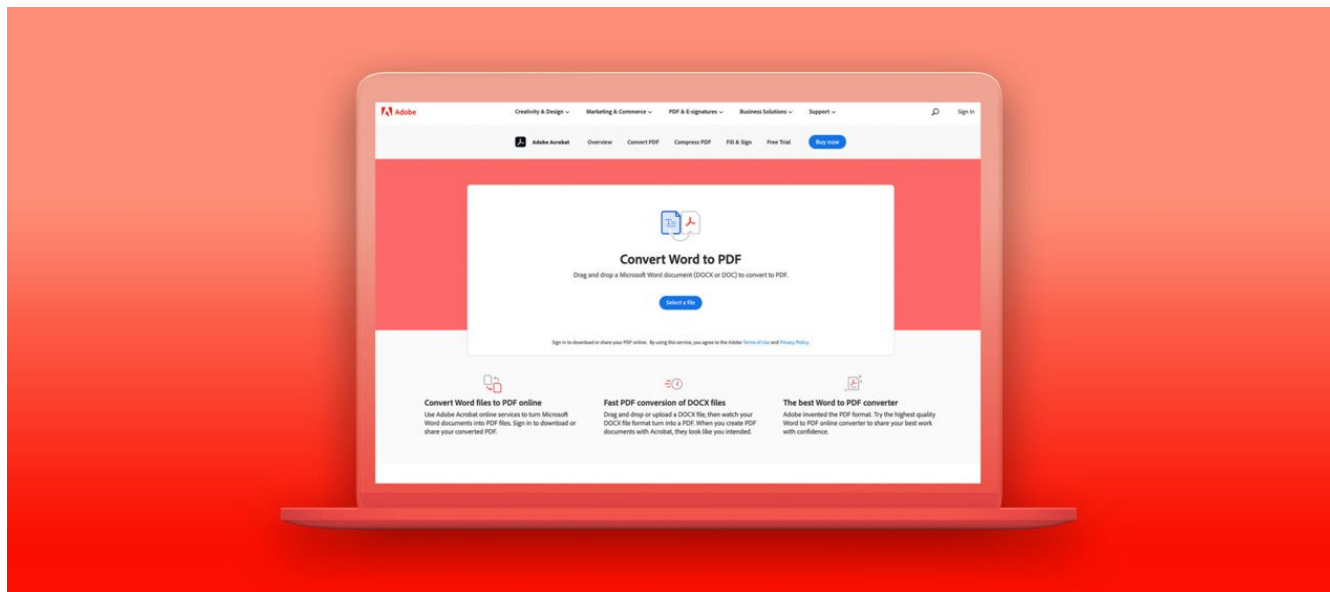 Adobe
Creativity & Design
Marketing & Commerce
PDF & E-signatures
Business Solutions
Support
Sign In
Adobe Acrobat
Overview
Convert PDF
Compress PDF
Fill & Sign
Free Trial
Buy now
Convert Word to PDF
Drag and drop a Microsoft Word document (DOCX or DOC) to convert to PDF.
Select a file
Sign in to download or share your PDF online. By using this service, you agree to the Adobe Terms of Use and Privacy Policy.
Convert Word files to PDF online
Use Adobe Acrobat online services to turn Microsoft
Word documents into PDF files. Sign in to download or
share your converted PDF.
Fast PDF conversion of DOCX files
Drag and drop or upload a DOCX file, then watch your
DOCX file format turn into a PDF. When you create PDF
documents with Acrobat, they look like you intended.
The best Word to PDF converter
Adobe invented the PDF format. Try the highest quality
Word to PDF online converter to share your best work
with confidence.